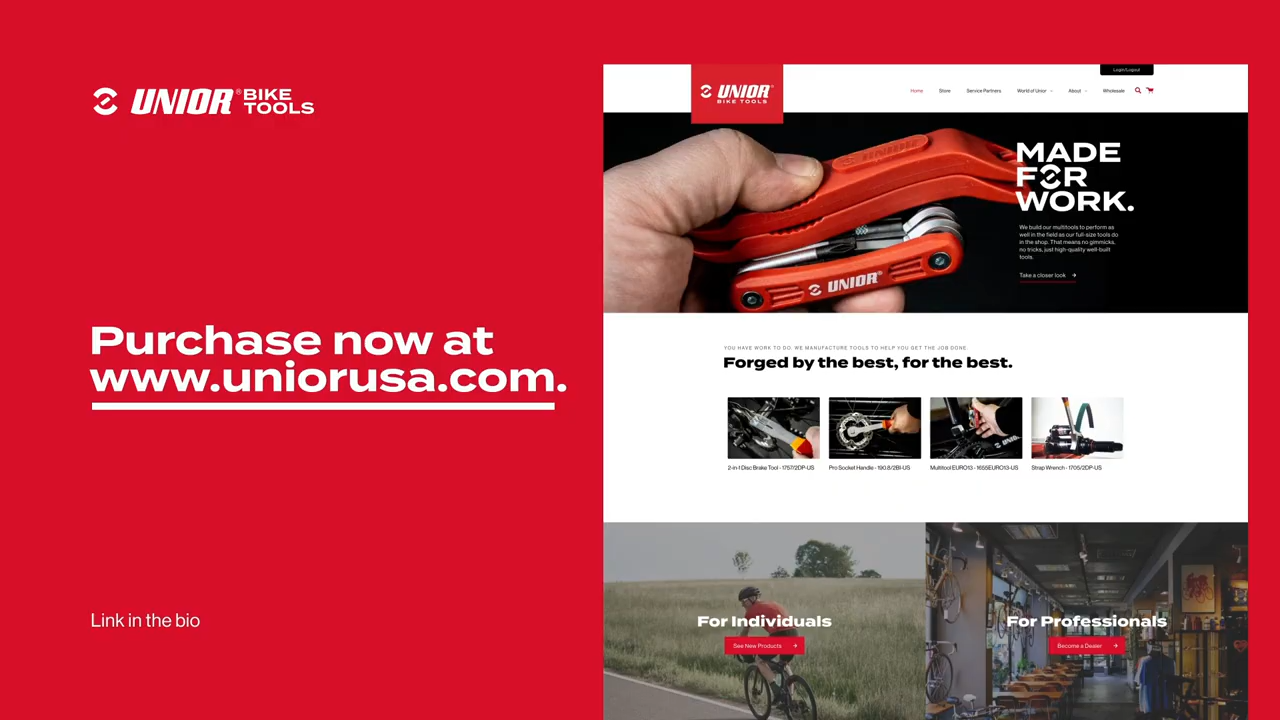 UNIOR® BIKE TOOLS
Purchase now at
www.uniorusa.com.
Link in the bio
Login/Logout
UNIOR®
BIKE TOOLS
Home Store Service Partners World of Unior About Wholesale
MADE
FOR
WORK.
We build our multitools to perform as
well in the field as our full-size tools do
in the shop. That means no gimmicks,
no tricks, just high-quality well-built
tools.
Take a closer look →
UNIOR®
YOU HAVE WORK TO DO. WE MANUFACTURE TOOLS TO HELP YOU GET THE JOB DONE.
Forged by the best, for the best.
2-in-1 Disc Brake Tool - 1757/2DP-US
Pro Socket Handle - 190.8/2BI-US
Multitool EURO13 - 1655EURO13-US
Strap Wrench - 1705/2DP-US
For Individuals
See New Products →
For Professionals
Become a Dealer →